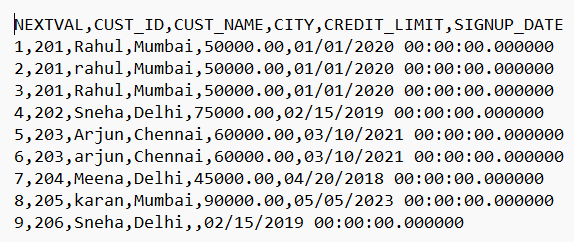 NEXTVAL,CUST_ID,CUST_NAME,CITY,CREDIT_LIMIT,SIGNUP_DATE
1,201,Rahul,Mumbai,50000.00,01/01/2020 00:00:00.000000
2,201,rahul,Mumbai,50000.00,01/01/2020 00:00:00.000000
3,201,Rahul,Mumbai,50000.00,01/01/2020 00:00:00.000000
4,202,Sneha,Delhi,75000.00,02/15/2019 00:00:00.000000
5,203,Arjun,Chennai,60000.00,03/10/2021 00:00:00.000000
6,203,arjun,Chennai,60000.00,03/10/2021 00:00:00.000000
7,204,Meena,Delhi,45000.00,04/20/2018 00:00:00.000000
8,205,karan,Mumbai,90000.00,05/05/2023 00:00:00.000000
9,206,Sneha,Delhi,,02/15/2019 00:00:00.000000